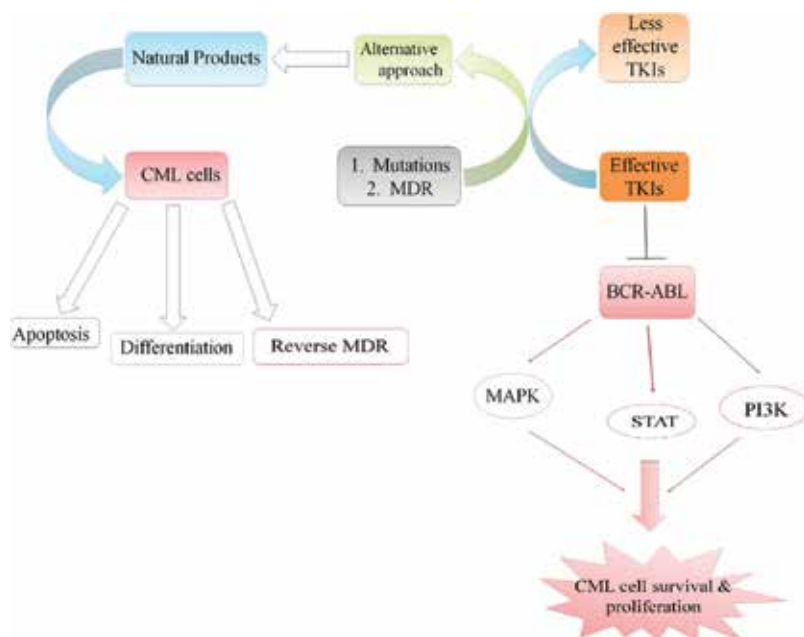 Natural Products
Alternative
approach
Less
effective
TKIs
CML cells
1. Mutations
2. MDR
Effective
TKIs
BCR-ABL
Apoptosis
Differentiation
Reverse MDR
MAPK
STAT
PI3K
CML cell survival &
proliferation